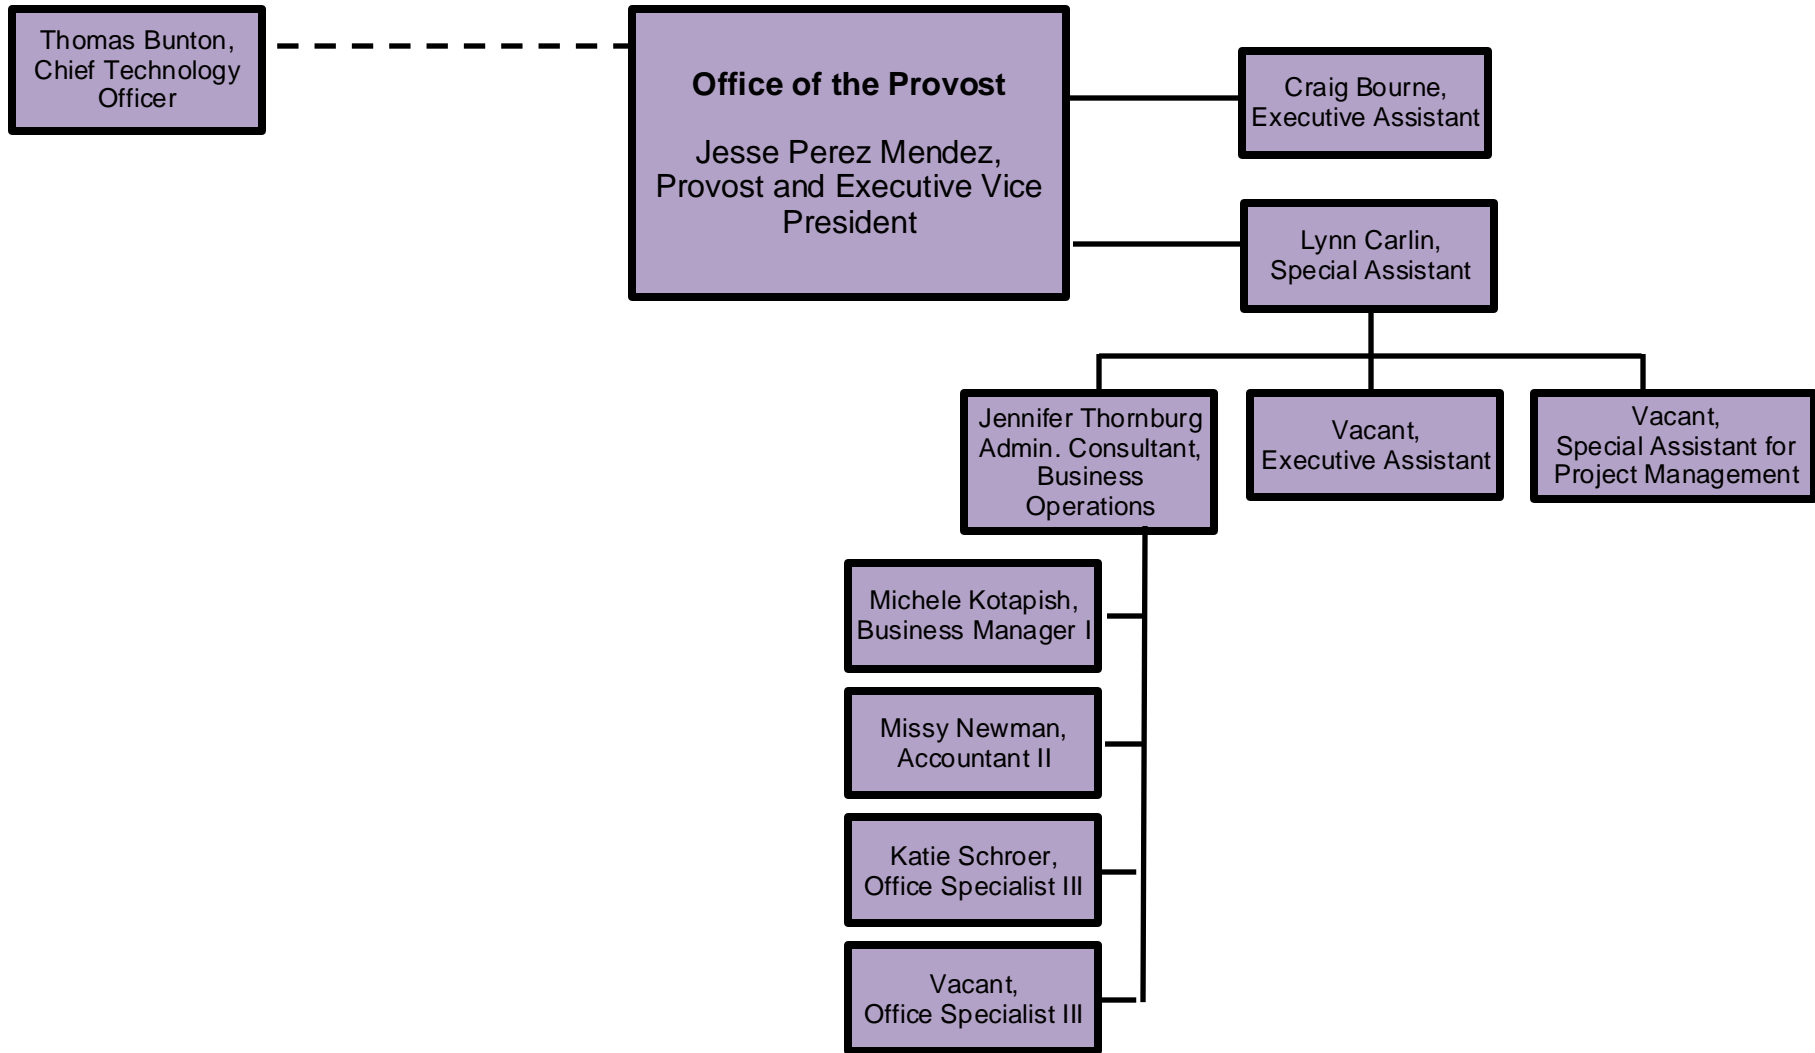 Thomas Bunton,
Chief Technology
Officer
Office of the Provost
Jesse Perez Mendez,
Provost and Executive Vice
President
Craig Bourne,
Executive Assistant
Lynn Carlin,
Special Assistant
Jennifer Thornburg
Admin. Consultant,
Business
Operations
Vacant,
Executive Assistant
Vacant,
Special Assistant for
Project Management
Michele Kotapish,
Business Manager I
Missy Newman,
Accountant II
Katie Schroer,
Office Specialist III
Vacant,
Office Specialist III